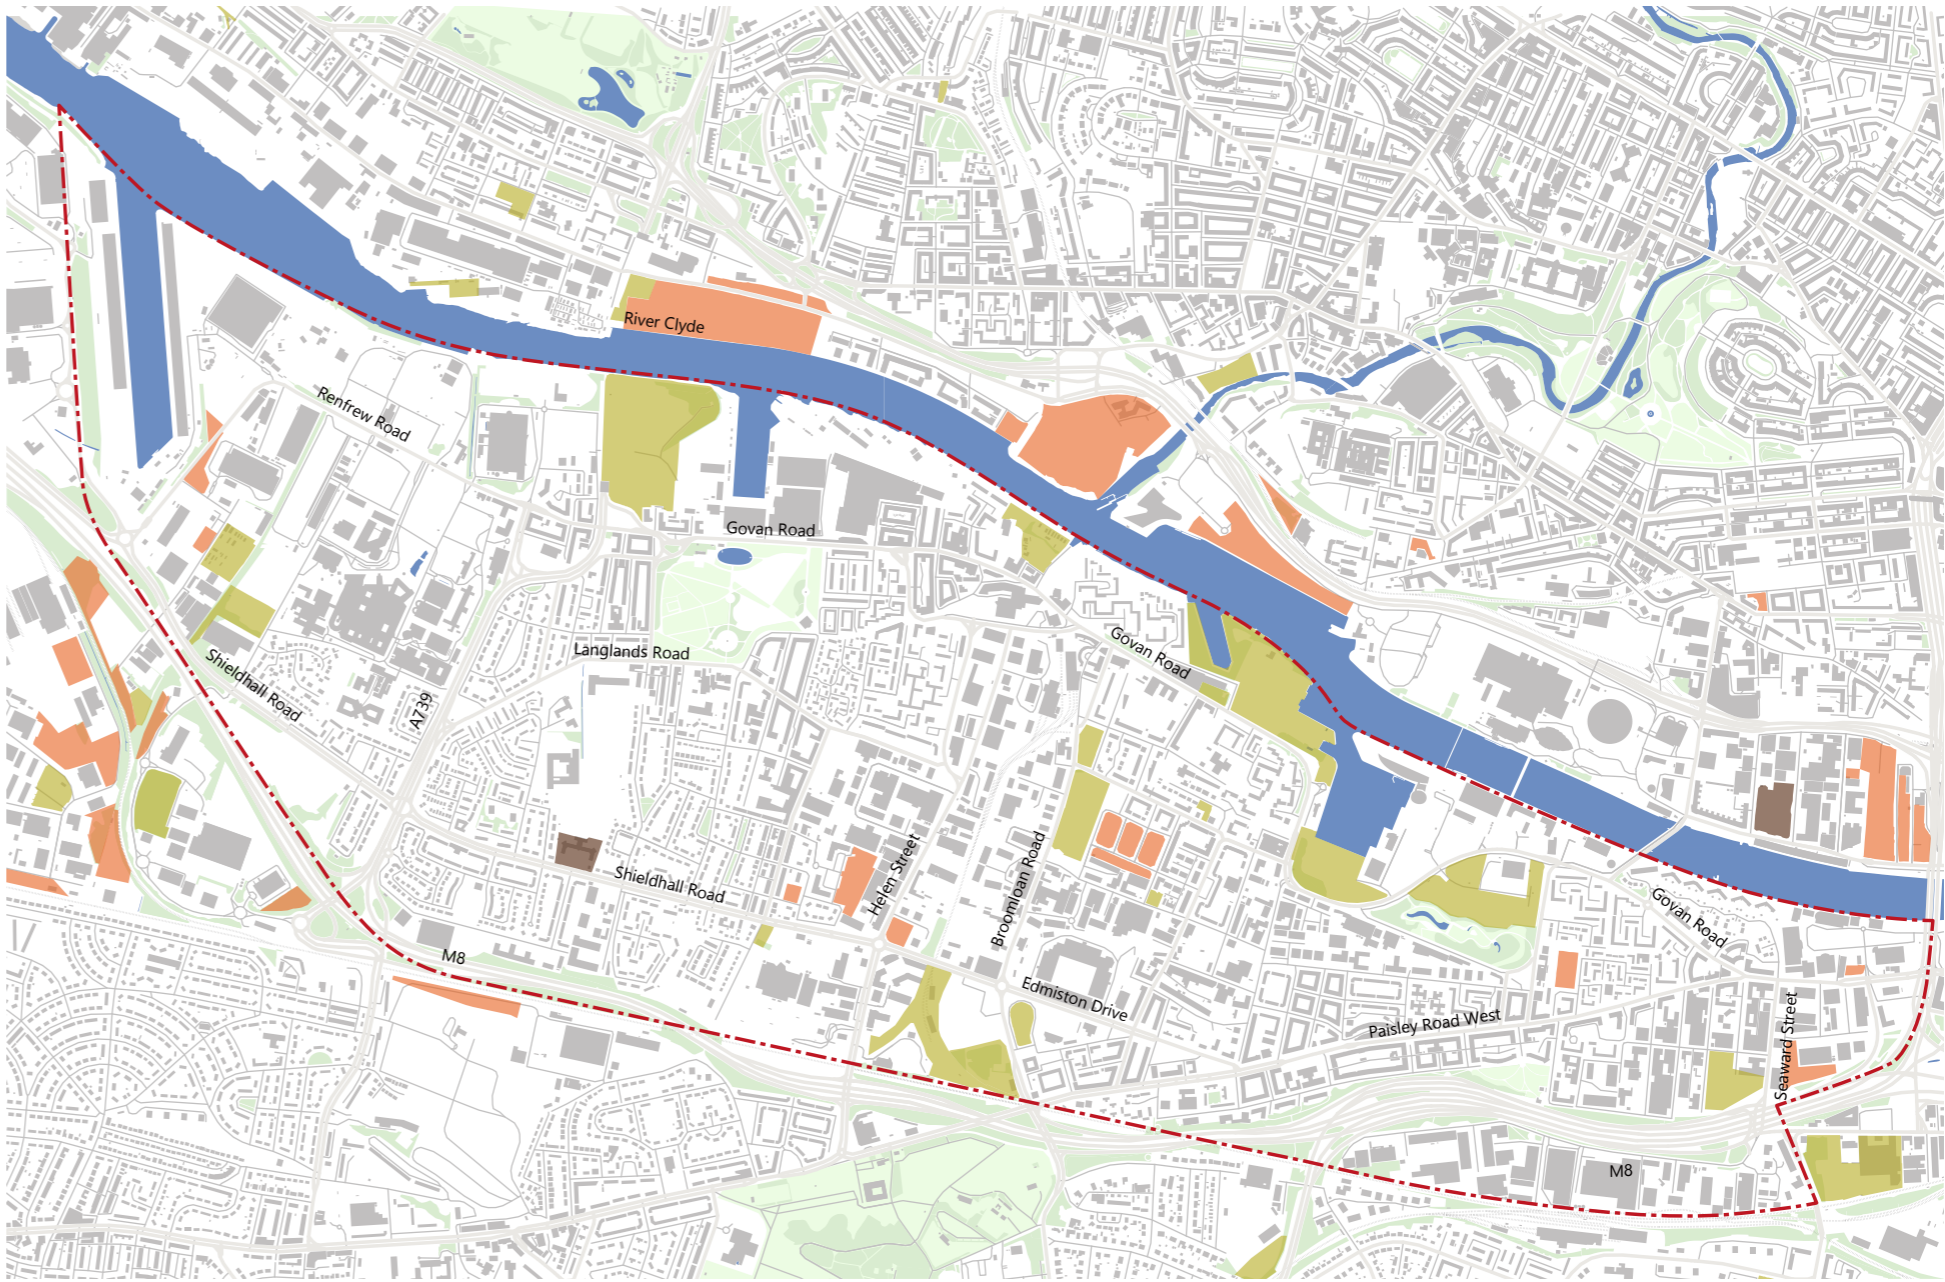 River Clyde
Renfrew Road
Govan Road
Langlands Road
Govan Road
Shieldhall Road
A739
Shieldhall Road
Helen Street
Broomloan Road
Govan Road
M8
Edmiston Drive
Paisley Road West
Seaward Street
M8